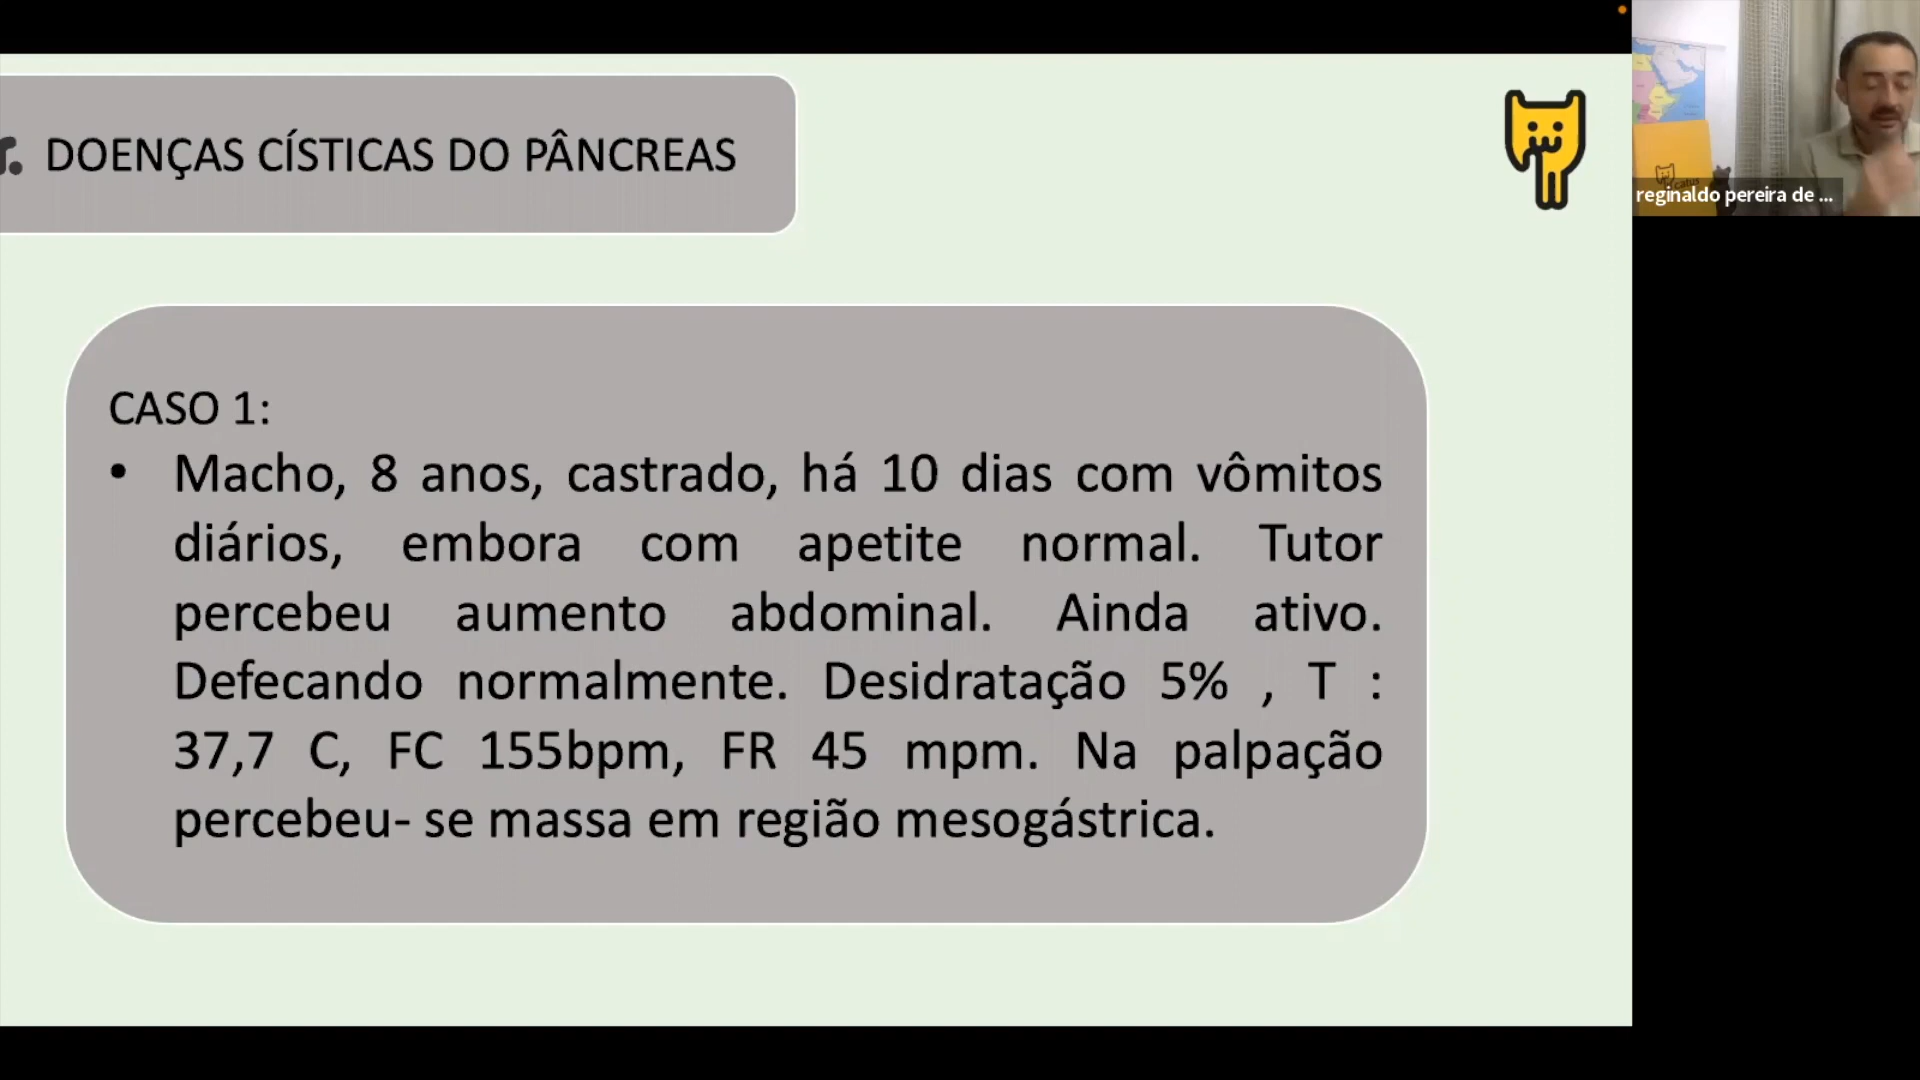 r. DOENÇAS CÍSTICAS DO PÂNCREAS
reginaldo pereira de ...
catus
CASO 1:
• Macho, 8 anos, castrado, há 10 dias com vômitos
diários, embora com apetite normal. Tutor
percebeu aumento abdominal. Ainda ativo.
Defecando normalmente. Desidratação 5% , T :
37,7 C, FC 155bpm, FR 45 mpm. Na palpação
percebeu- se massa em região mesogástrica.